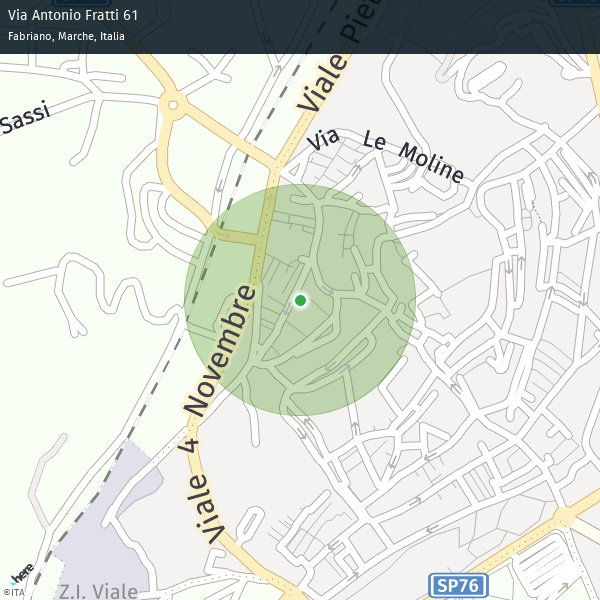 Via Antonio Fratti 61
Fabriano, Marche, Italia
Viale Piet
Sassi
Via Le Moline
Viale 4 Novembre
Z.I. Viale
SP76
here
©ITA